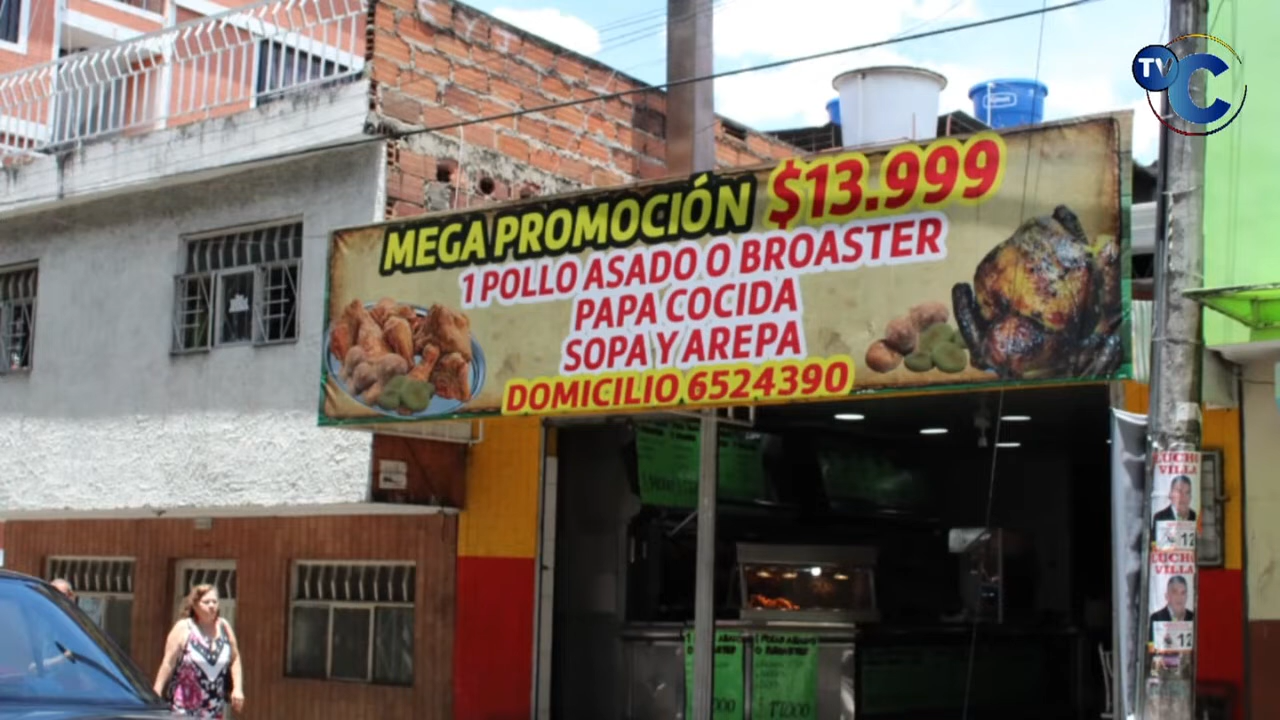 TVC
MEGA PROMOCIÓN $13.999
1 POLLO ASADO O BROASTER
PAPA COCIDA
SOPA Y AREPA
DOMICILIO 6524390
LUCHO
VILLA
12
LUCHO
VILLA
12